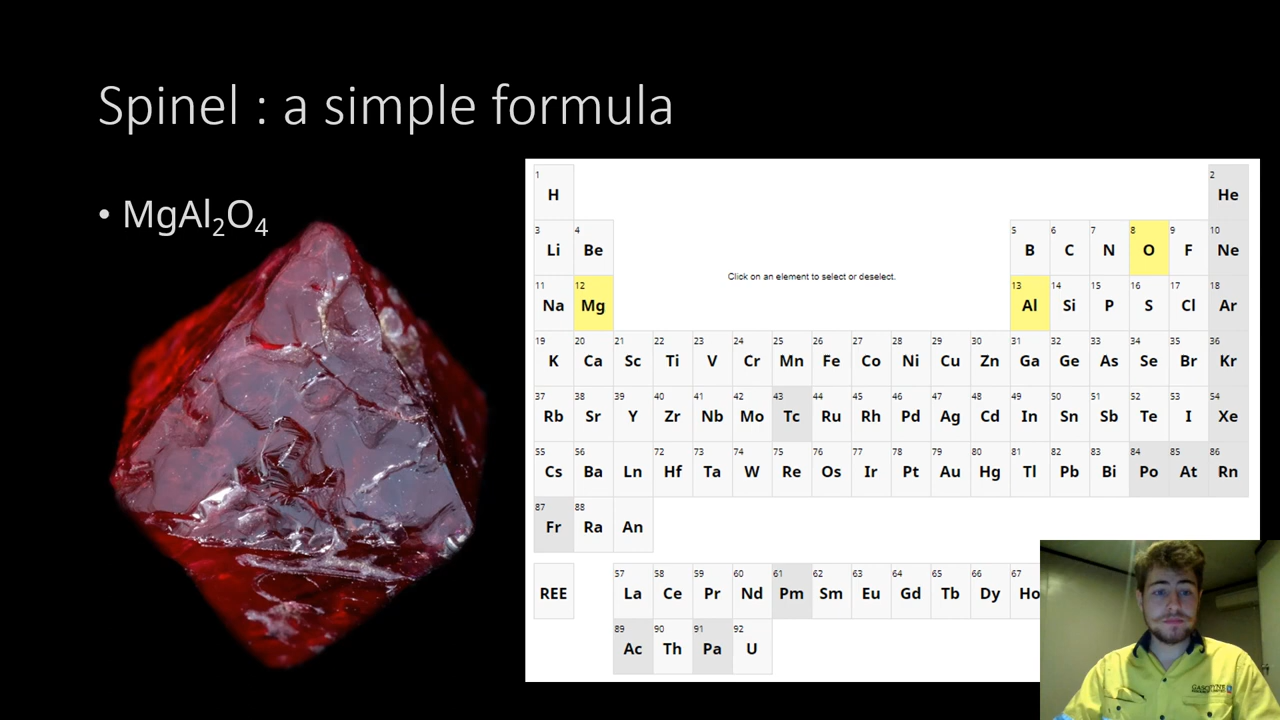 Spinel : a simple formula
• MgAl₂O₄
1 2
H He
3 4 5 6 7 8 9 10
Li Be B C N O F Ne
Click on an element to select or deselect.
11 12 13 14 15 16 17 18
Na Mg Al Si P S Cl Ar
19 20 21 22 23 24 25 26 27 28 29 30 31 32 33 34 35 36
K Ca Sc Ti V Cr Mn Fe Co Ni Cu Zn Ga Ge As Se Br Kr
37 38 39 40 41 42 43 44 45 46 47 48 49 50 51 52 53 54
Rb Sr Y Zr Nb Mo Tc Ru Rh Pd Ag Cd In Sn Sb Te I Xe
55 56 72 73 74 75 76 77 78 79 80 81 82 83 84 85 86
Cs Ba Ln Hf Ta W Re Os Ir Pt Au Hg Tl Pb Bi Po At Rn
87 88
Fr Ra An
57 58 59 60 61 62 63 64 65 66 67
REE La Ce Pr Nd Pm Sm Eu Gd Tb Dy Ho
89 90 91 92
Ac Th Pa U